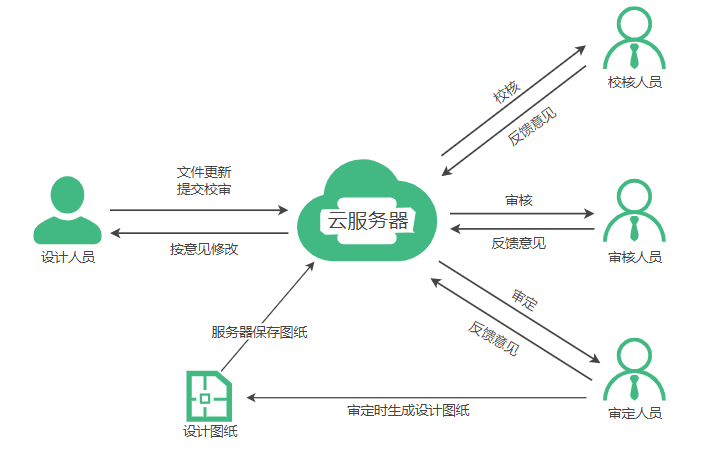 校核
反馈意见
校核人员
文件更新
提交校审
云服务器
审核
反馈意见
按意见修改
设计人员
审核人员
审定
反馈意见
服务器保存图纸
设计图纸
审定时生成设计图纸
审定人员